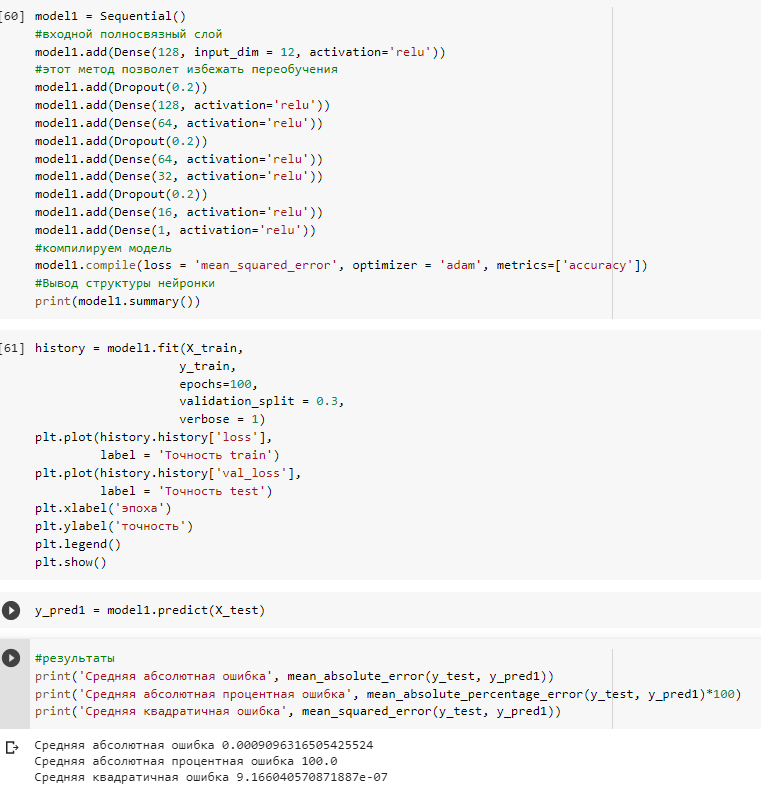 [60] model1 = Sequential()
#входной полносвязный слой
model1.add(Dense(128, input_dim = 12, activation='relu'))
#этот метод позволет избежать переобучения
model1.add(Dropout(0.2))
model1.add(Dense(128, activation='relu'))
model1.add(Dense(64, activation='relu'))
model1.add(Dropout(0.2))
model1.add(Dense(64, activation='relu'))
model1.add(Dense(32, activation='relu'))
model1.add(Dropout(0.2))
model1.add(Dense(16, activation='relu'))
model1.add(Dense(1, activation='relu'))
#компилируем модель
model1.compile(loss = 'mean_squared_error', optimizer = 'adam', metrics=['accuracy'])
#Вывод структуры нейронки
print(model1.summary())
[61] history = model1.fit(X_train,
y_train,
epochs=100,
validation_split = 0.3,
verbose = 1)
plt.plot(history.history['loss'],
label = 'Точность train')
plt.plot(history.history['val_loss'],
label = 'Точность test')
plt.xlabel('эпоха')
plt.ylabel('точность')
plt.legend()
plt.show()
y_pred1 = model1.predict(X_test)
#результаты
print('Средняя абсолютная ошибка', mean_absolute_error(y_test, y_pred1))
print('Средняя абсолютная процентная ошибка', mean_absolute_percentage_error(y_test, y_pred1)*100)
print('Средняя квадратичная ошибка', mean_squared_error(y_test, y_pred1))
Средняя абсолютная ошибка 0.0009096316505425524
Средняя абсолютная процентная ошибка 100.0
Средняя квадратичная ошибка 9.166040570871887e-07